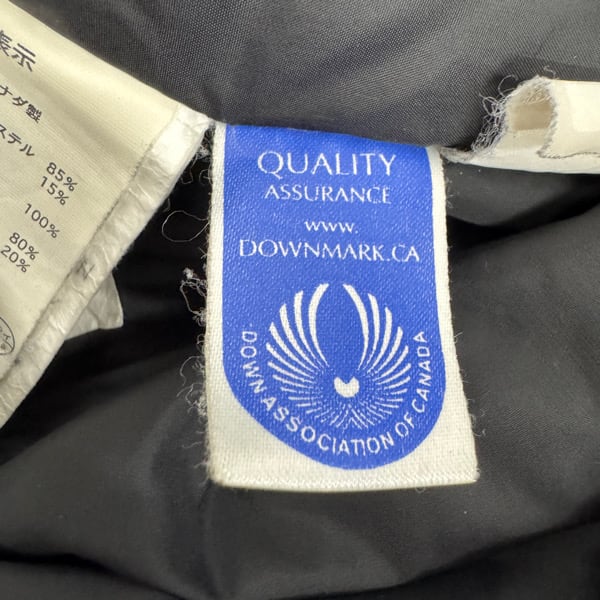 表示
ナダ製
ステル 85%
15%
100%
80%
20%
QUALITY
ASSURANCE
www.
DOWNMARK.CA
DOWN ASSOCIATION OF CANADA